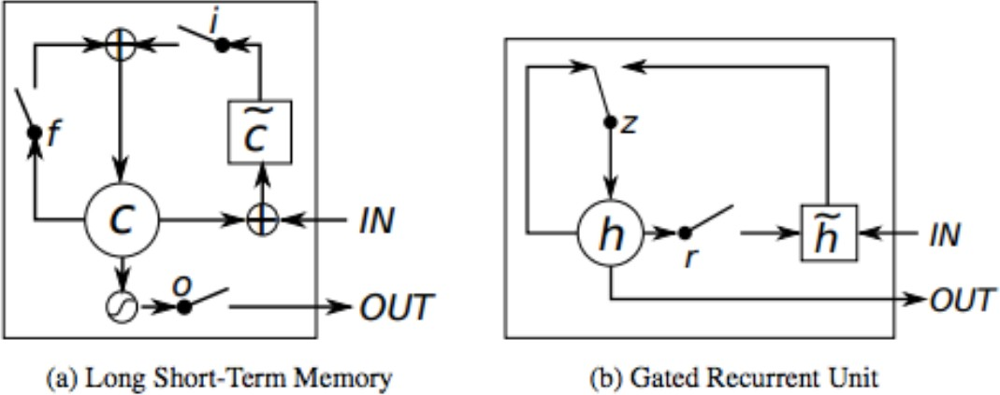 i
f
c̃
c
IN
o
OUT
z
h
r
h̃
IN
OUT
(a) Long Short-Term Memory
(b) Gated Recurrent Unit